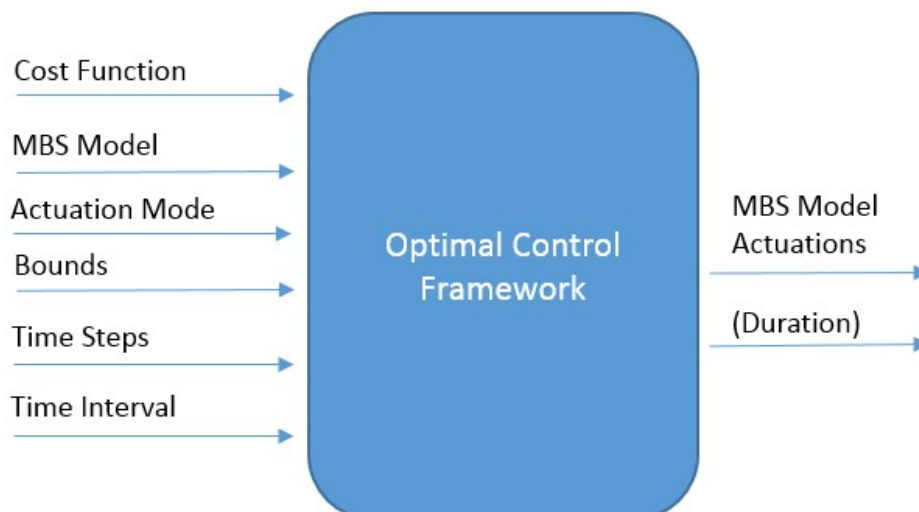 Cost Function
MBS Model
Actuation Mode
Bounds
Time Steps
Time Interval
Optimal Control
Framework
MBS Model
Actuations
(Duration)